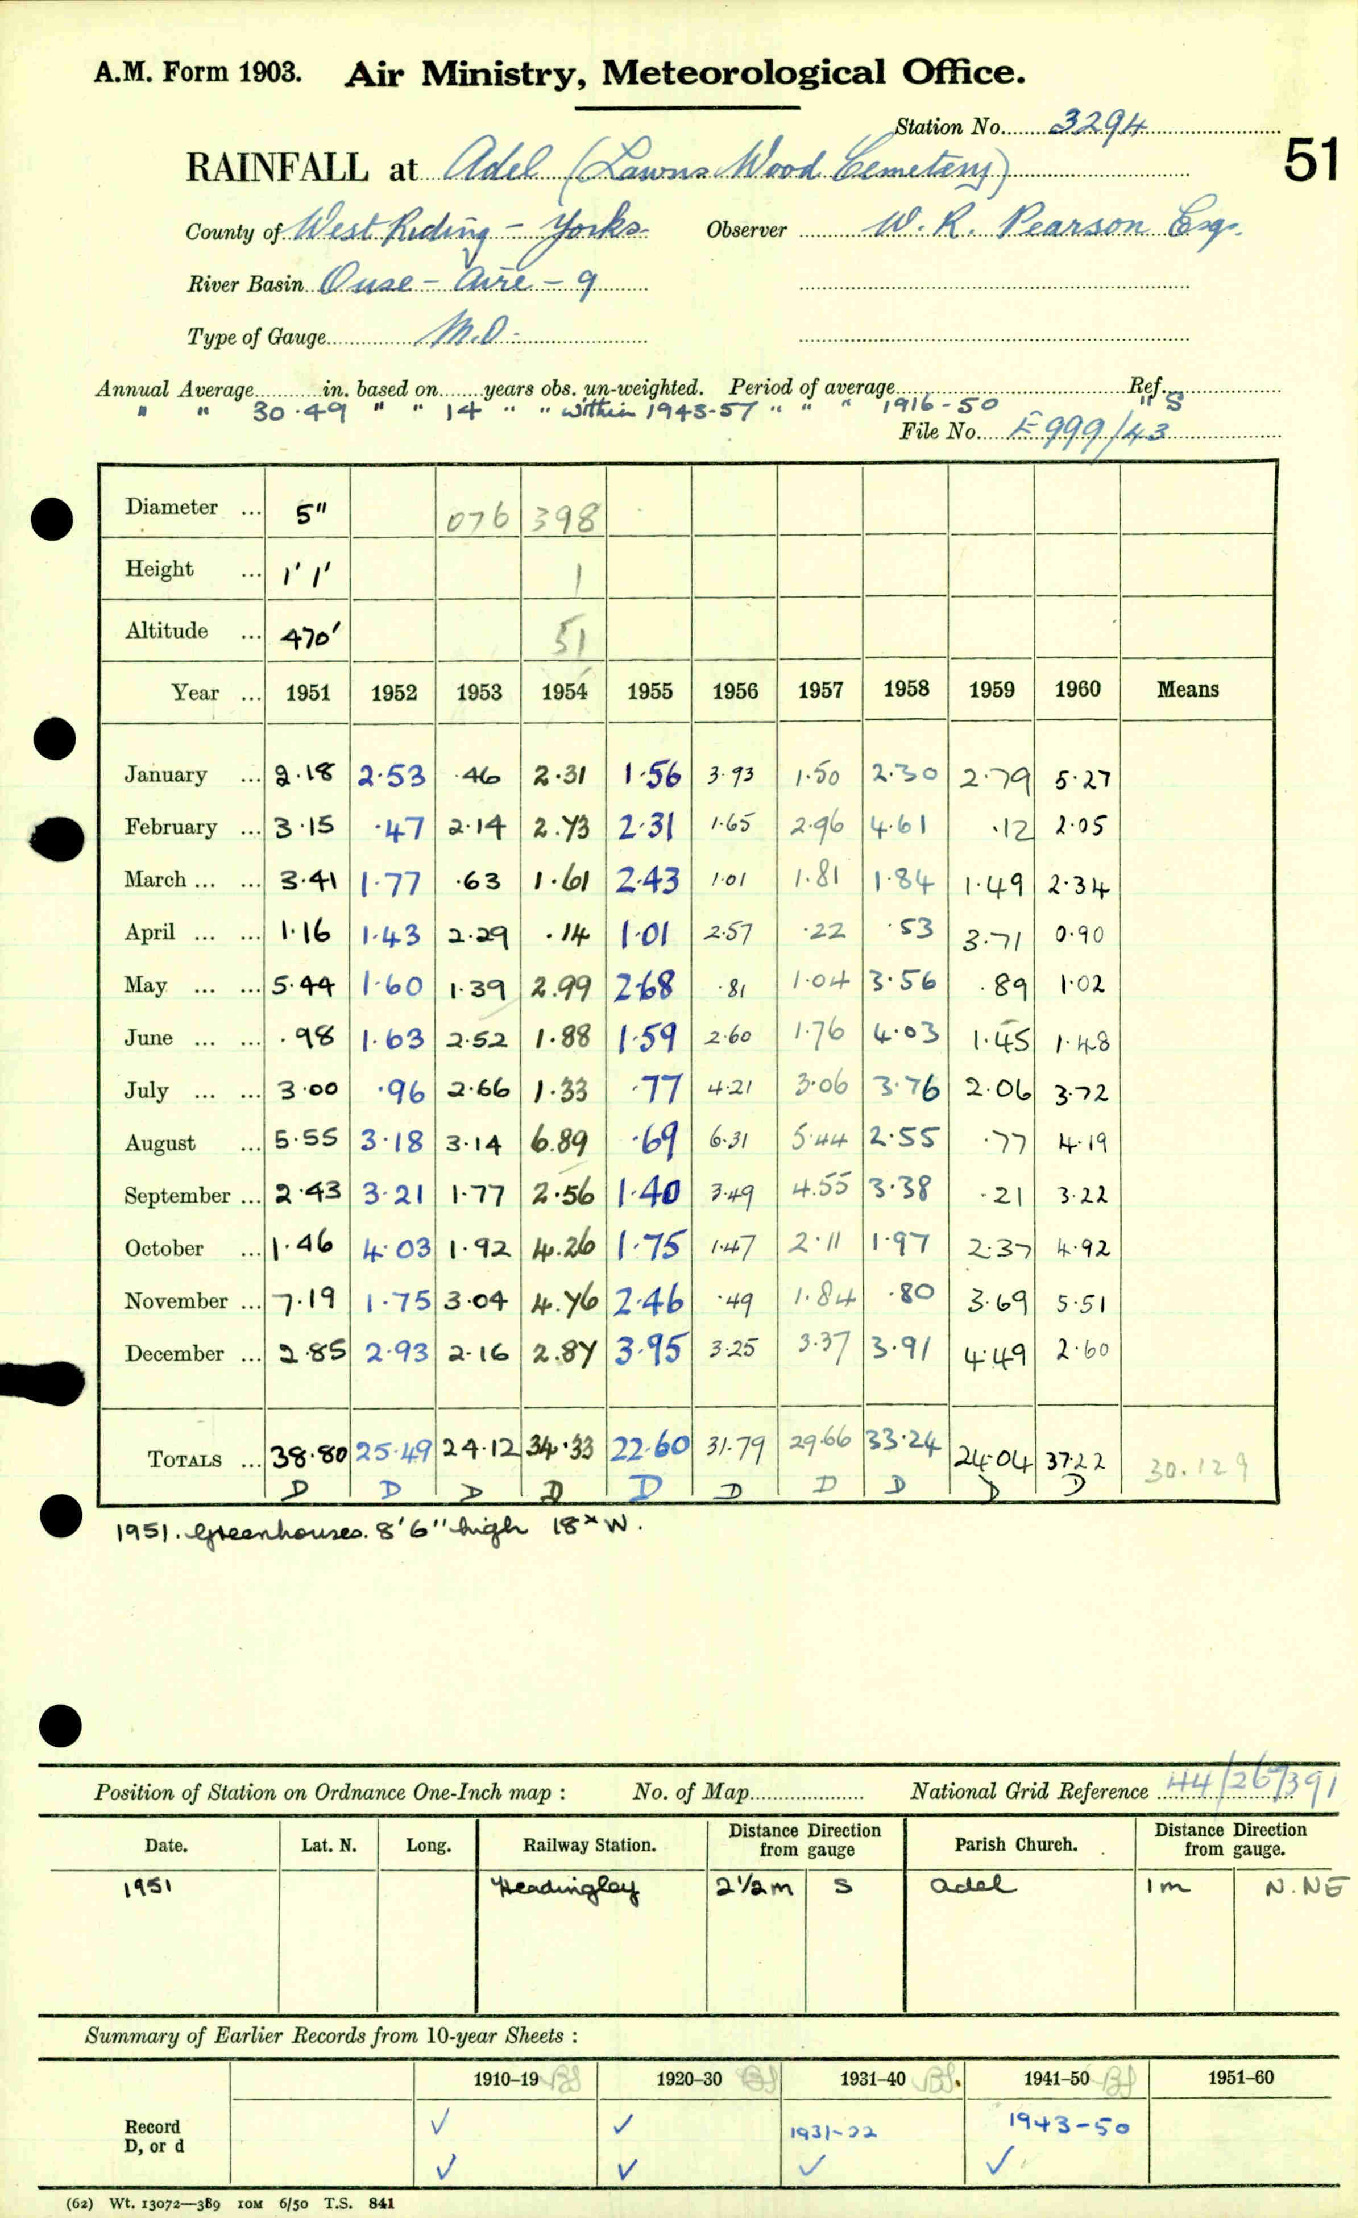 A.M. Form 1903. Air Ministry, Meteorological Office.
Station No. 3294
51
RAINFALL at Adel (Lawns Wood Cemetary)
County of West Riding - Yorks Observer W. R. Pearson Esq.
River Basin Ouse - Aire - 9
Type of Gauge M.O.
Annual Average in. based on years obs. un-weighted. Period of average Ref.
" " 30.49 " " 14 " " within 1943-57 " " " 1916-50 " S
File No. E999/43
Diameter ... 5" 076 398
Height ... 1' 1' 1
Altitude ... 470' 51
Year ... 1951 1952 1953 1954 1955 1956 1957 1958 1959 1960 Means
January ... 2.18 2.53 .46 2.31 1.56 3.93 1.50 2.30 2.79 5.27
February ... 3.15 .47 2.14 2.73 2.31 1.65 2.96 4.61 .12 2.05
March ... ... 3.41 1.77 .63 1.61 2.43 1.01 1.81 1.84 1.49 2.34
April ... ... 1.16 1.43 2.29 .14 1.01 2.57 .22 .53 3.71 0.90
May ... ... 5.44 1.60 1.39 2.99 2.68 .81 1.04 3.56 .89 1.02
June ... ... .98 1.63 2.52 1.88 1.59 2.60 1.76 4.03 1.45 1.48
July ... ... 3.00 .96 2.66 1.33 .77 4.21 3.06 3.76 2.06 3.72
August ... 5.55 3.18 3.14 6.89 .69 6.31 5.44 2.55 .77 4.19
September ... 2.43 3.21 1.77 2.56 1.40 3.49 4.55 3.38 .21 3.22
October ... 1.46 4.03 1.92 4.26 1.75 1.47 2.11 1.97 2.37 4.92
November ... 7.19 1.75 3.04 4.76 2.46 .49 1.84 .80 3.69 5.51
December ... 2.85 2.93 2.16 2.87 3.95 3.25 3.37 3.91 4.49 2.60
TOTALS ... 38.80 25.49 24.12 34.33 22.60 31.79 29.66 33.24 24.04 37.22 30.129
D D D D D D D D D D
1951. Greenhouses. 8'6" high 18x W.
Position of Station on Ordnance One-Inch map : No. of Map National Grid Reference 44/267391
Date. Lat. N. Long. Railway Station. Distance Direction from gauge Parish Church. Distance Direction from gauge.
1951 Headingley 2½m S Adel 1m N.NE
Summary of Earlier Records from 10-year Sheets :
1910-19 1920-30 1931-40 1941-50 1951-60
Record ✓ ✓ 1931-32 1943-50
D, or d ✓ ✓ ✓ ✓
(62) Wt. 13072—3B9 10M 6/50 T.S. 841